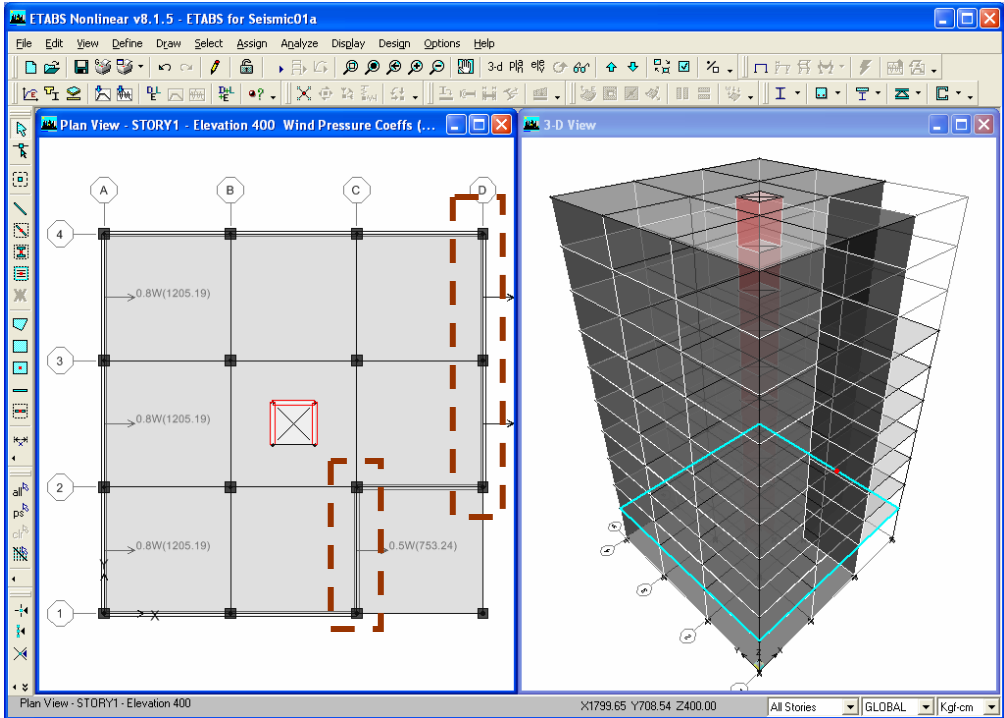 ETABS Nonlinear v8.1.5 - ETABS for Seismic01a
File Edit View Define Draw Select Assign Analyze Display Design Options Help
3-d
all
ps
clr
Plan View - STORY1 - Elevation 400 Wind Pressure Coeffs (...
A B C D
4
0.8W(1205.19)
3
0.8W(1205.19)
2
0.8W(1205.19)
0.5W(753.24)
Y
1
X
3-D View
Z
Plan View - STORY1 - Elevation 400
X1799.65 Y708.54 Z400.00
All Stories
GLOBAL
Kgf-cm